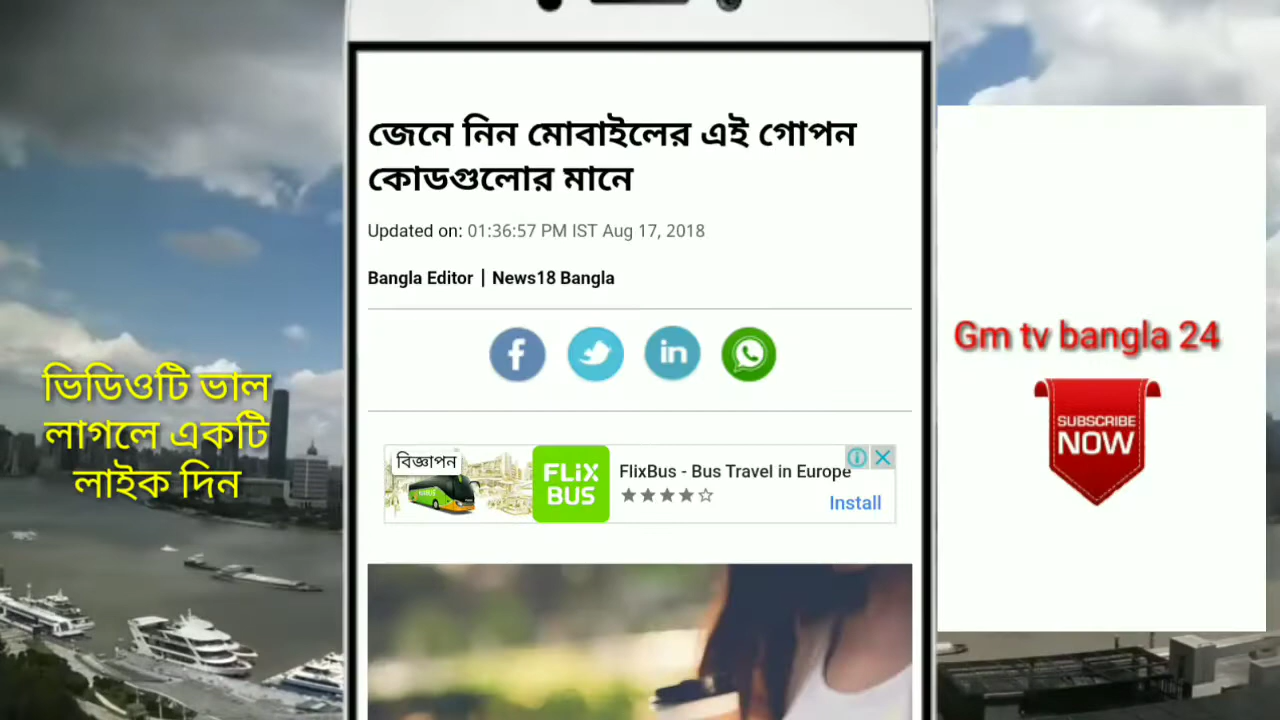 জেনে নিন মোবাইলের এই গোপন
কোডগুলোর মানে
Updated on: 01:36:57 PM IST Aug 17, 2018
Bangla Editor | News18 Bangla
f
in
বিজ্ঞাপন
FLiX
BUS
FlixBus - Bus Travel in Europe
Install
ভিডিওটি ভাল
লাগলে একটি
লাইক দিন
Gm tv bangla 24
SUBSCRIBE
NOW